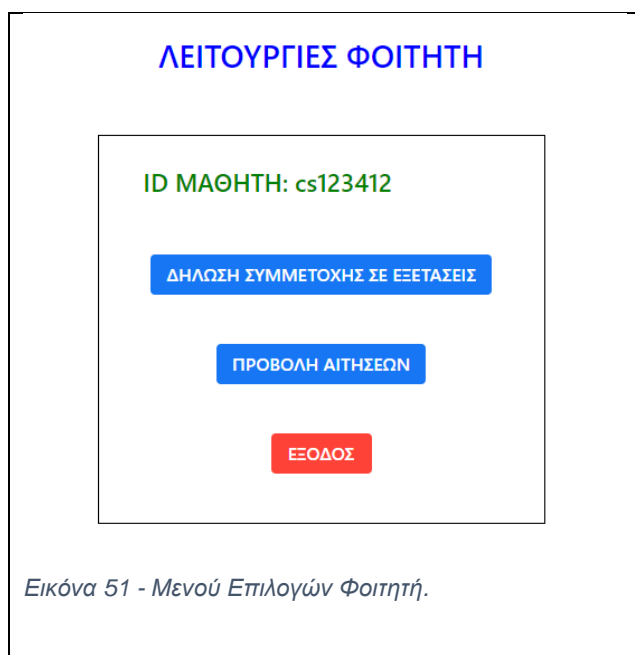 ΛΕΙΤΟΥΡΓΙΕΣ ΦΟΙΤΗΤΗ
ID ΜΑΘΗΤΗ: cs123412
ΔΗΛΩΣΗ ΣΥΜΜΕΤΟΧΗΣ ΣΕ ΕΞΕΤΑΣΕΙΣ
ΠΡΟΒΟΛΗ ΑΙΤΗΣΕΩΝ
ΕΞΟΔΟΣ
Εικόνα 51 - Μενού Επιλογών Φοιτητή.